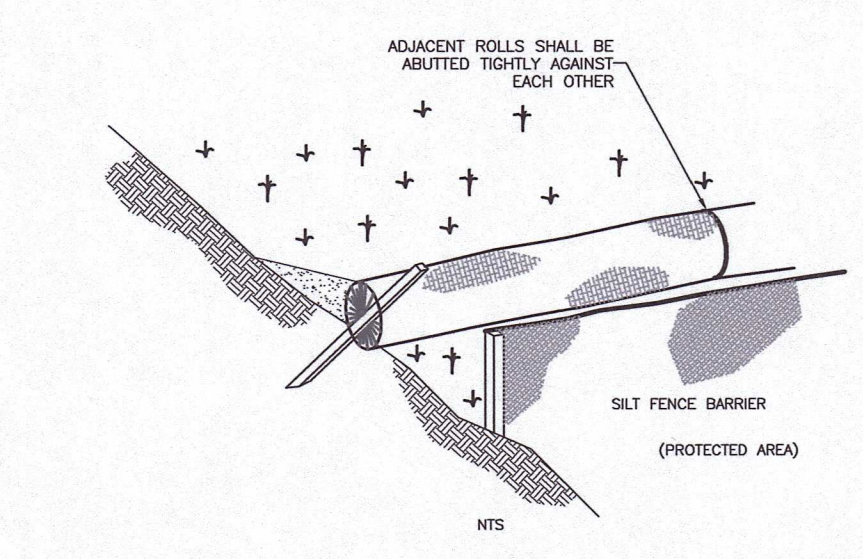 ADJACENT ROLLS SHALL BE
ABUTTED TIGHTLY AGAINST
EACH OTHER
SILT FENCE BARRIER
(PROTECTED AREA)
NTS